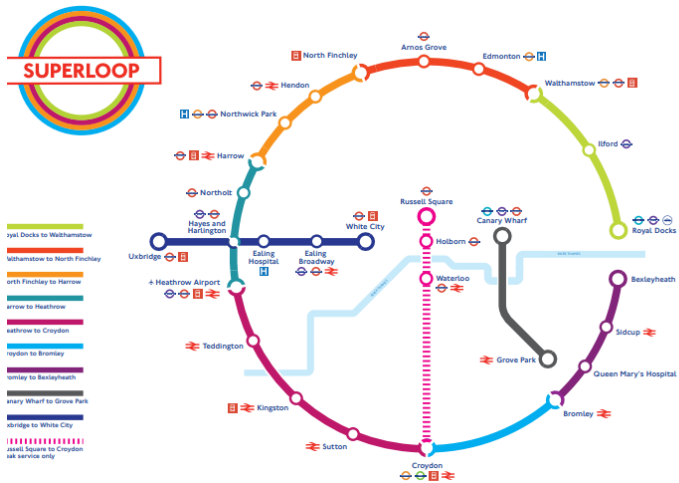 SUPERLOOP
North Finchley
Arnos Grove
Edmonton
H
Walthamstow
Hendon
H
Northwick Park
Harrow
Ilford
Northolt
Hayes and
Harlington
White City
Russell Square
Canary Wharf
Royal Docks
Uxbridge
Ealing
Hospital
H
Ealing
Broadway
Holborn
Heathrow Airport
Waterloo
Bexleyheath
Teddington
Grove Park
Sidcup
Queen Mary's Hospital
Kingston
Bromley
Sutton
Croydon
oyal Docks to Walthamstow
althamstow to North Finchley
orth Finchley to Harrow
arrow to Heathrow
eathrow to Croydon
roydon to Bromley
romley to Bexleyheath
anary Wharf to Grove Park
xbridge to White City
ussell Square to Croydon
eak service only